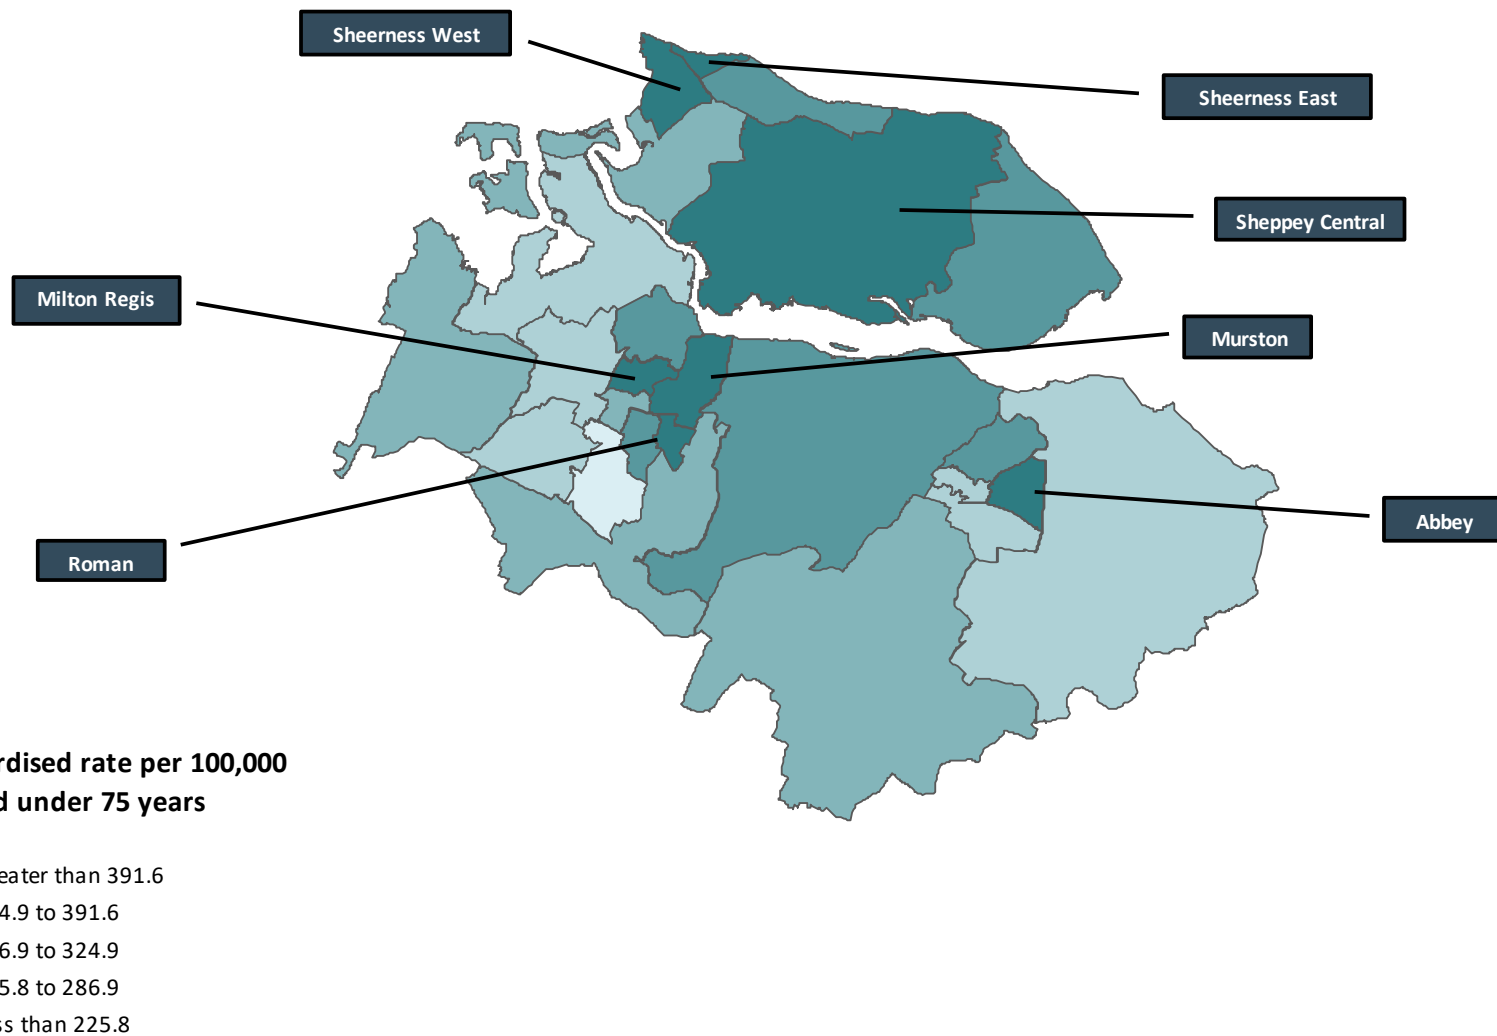 Sheerness West
Sheerness East
Sheppey Central
Milton Regis
Murston
Abbey
Roman
rdised rate per 100,000
d under 75 years
eater than 391.6
4.9 to 391.6
6.9 to 324.9
5.8 to 286.9
ss than 225.8